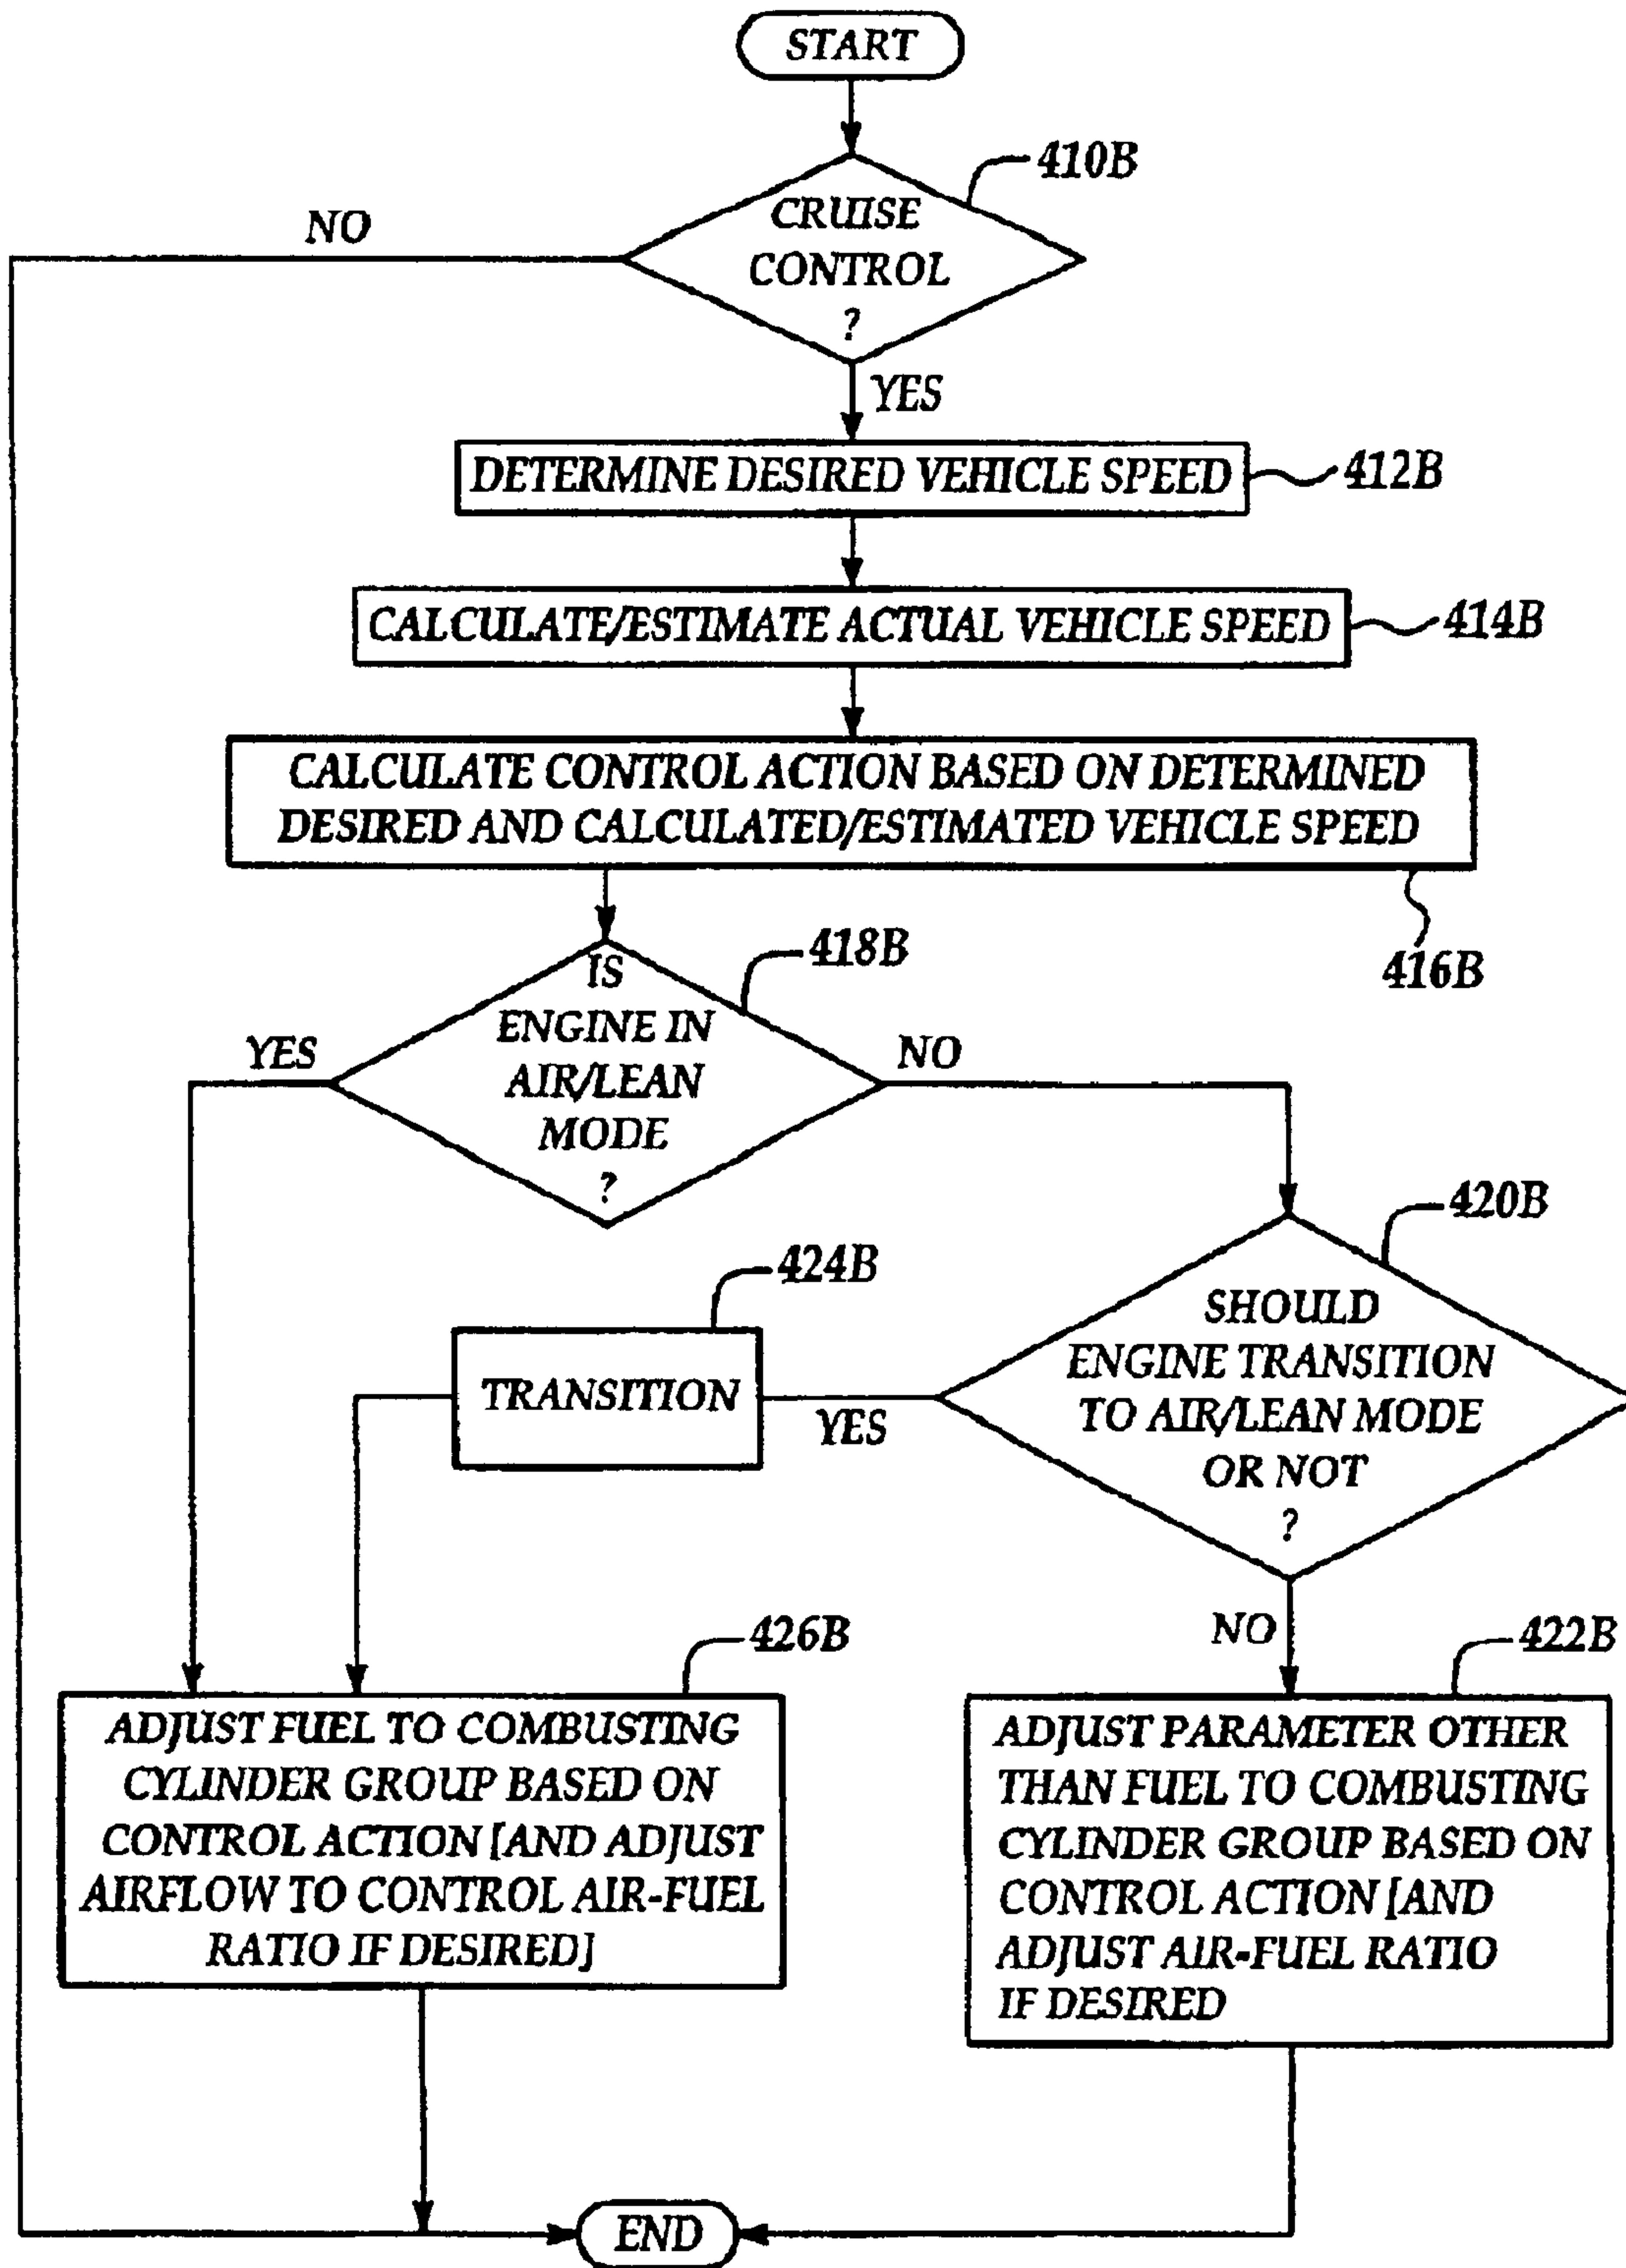 START
410B
CRUISE
CONTROL
?
NO
YES
DETERMINE DESIRED VEHICLE SPEED
412B
CALCULATE/ESTIMATE ACTUAL VEHICLE SPEED
414B
CALCULATE CONTROL ACTION BASED ON DETERMINED
DESIRED AND CALCULATED/ESTIMATED VEHICLE SPEED
416B
418B
IS
ENGINE IN
AIR/LEAN
MODE
?
YES
NO
420B
SHOULD
ENGINE TRANSITION
TO AIR/LEAN MODE
OR NOT
?
424B
TRANSITION
YES
NO
426B
ADJUST FUEL TO COMBUSTING
CYLINDER GROUP BASED ON
CONTROL ACTION [AND ADJUST
AIRFLOW TO CONTROL AIR-FUEL
RATIO IF DESIRED]
422B
ADJUST PARAMETER OTHER
THAN FUEL TO COMBUSTING
CYLINDER GROUP BASED ON
CONTROL ACTION [AND
ADJUST AIR-FUEL RATIO
IF DESIRED
END